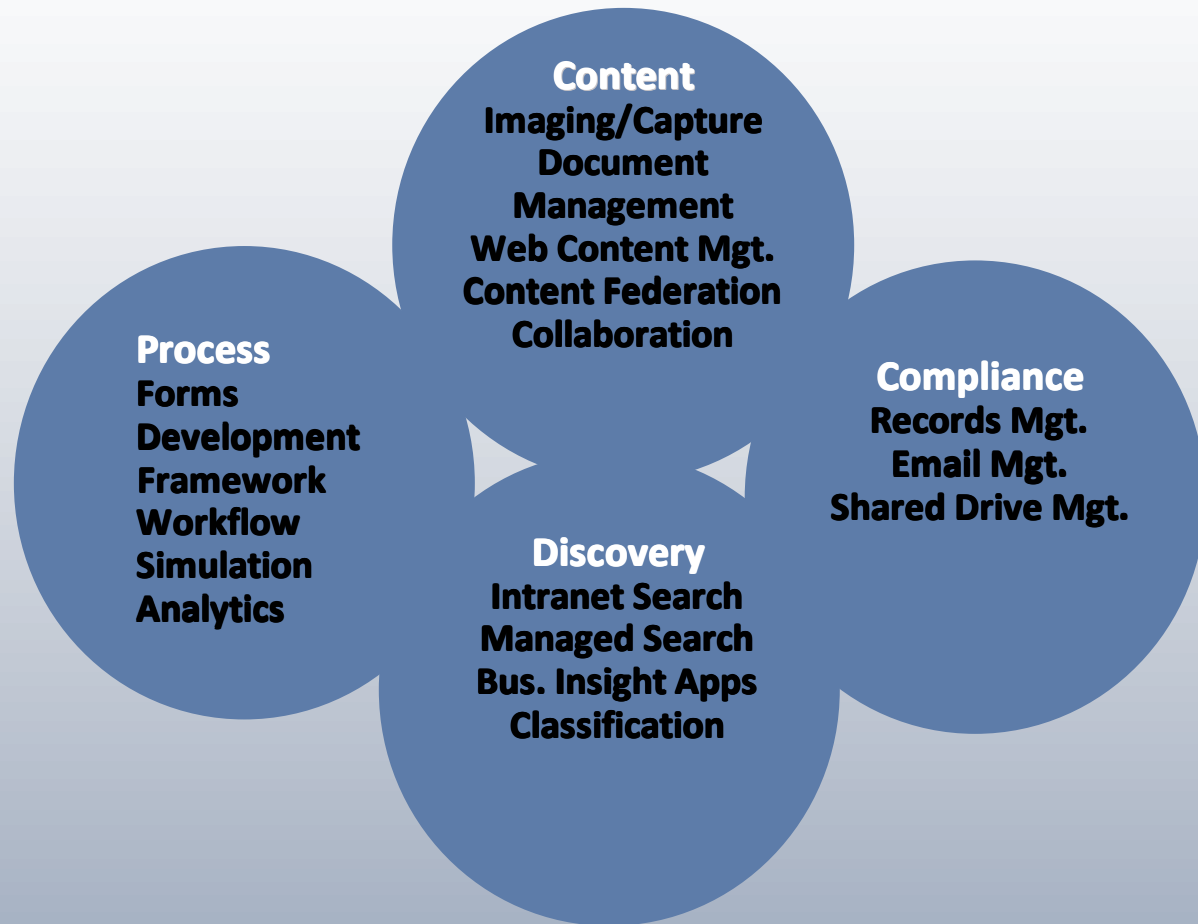 Content
Imaging/Capture
Document
Management
Web Content Mgt.
Content Federation
Collaboration
Process
Forms
Development
Framework
Workflow
Simulation
Analytics
Compliance
Records Mgt.
Email Mgt.
Shared Drive Mgt.
Discovery
Intranet Search
Managed Search
Bus. Insight Apps
Classification